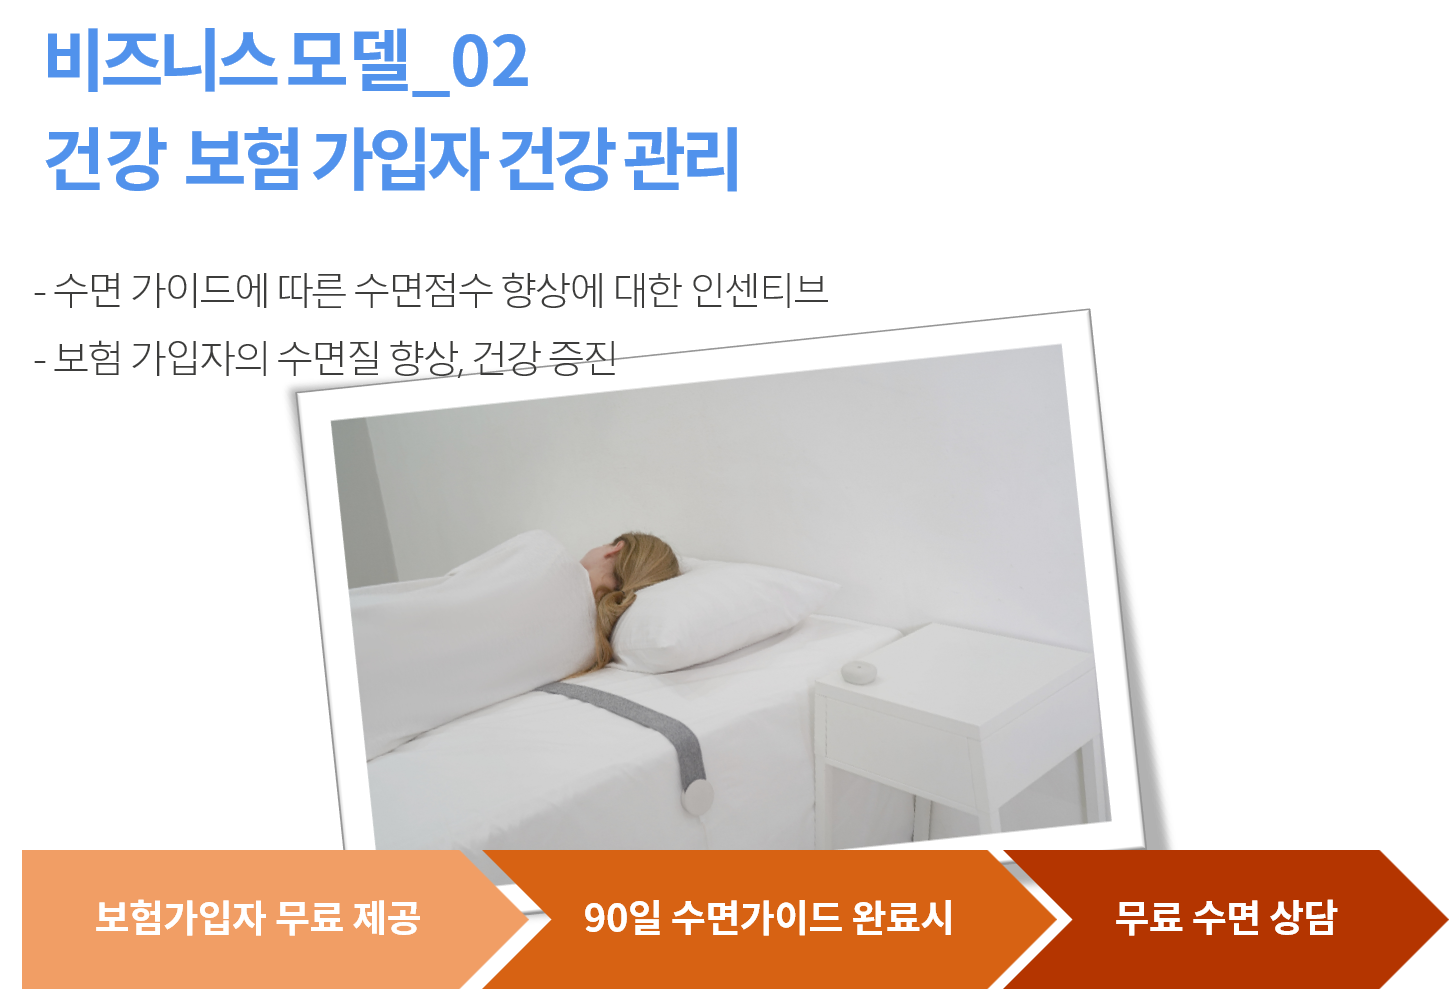 비즈니스 모델_02
건강 보험 가입자 건강 관리
- 수면 가이드에 따른 수면점수 향상에 대한 인센티브
- 보험 가입자의 수면질 향상, 건강 증진
보험가입자 무료 제공
90일 수면가이드 완료시
무료 수면 상담